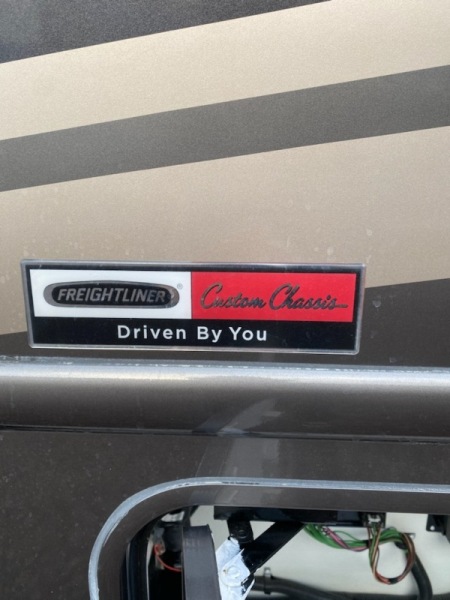 FREIGHTLINER® Custom Chassis
Driven By You